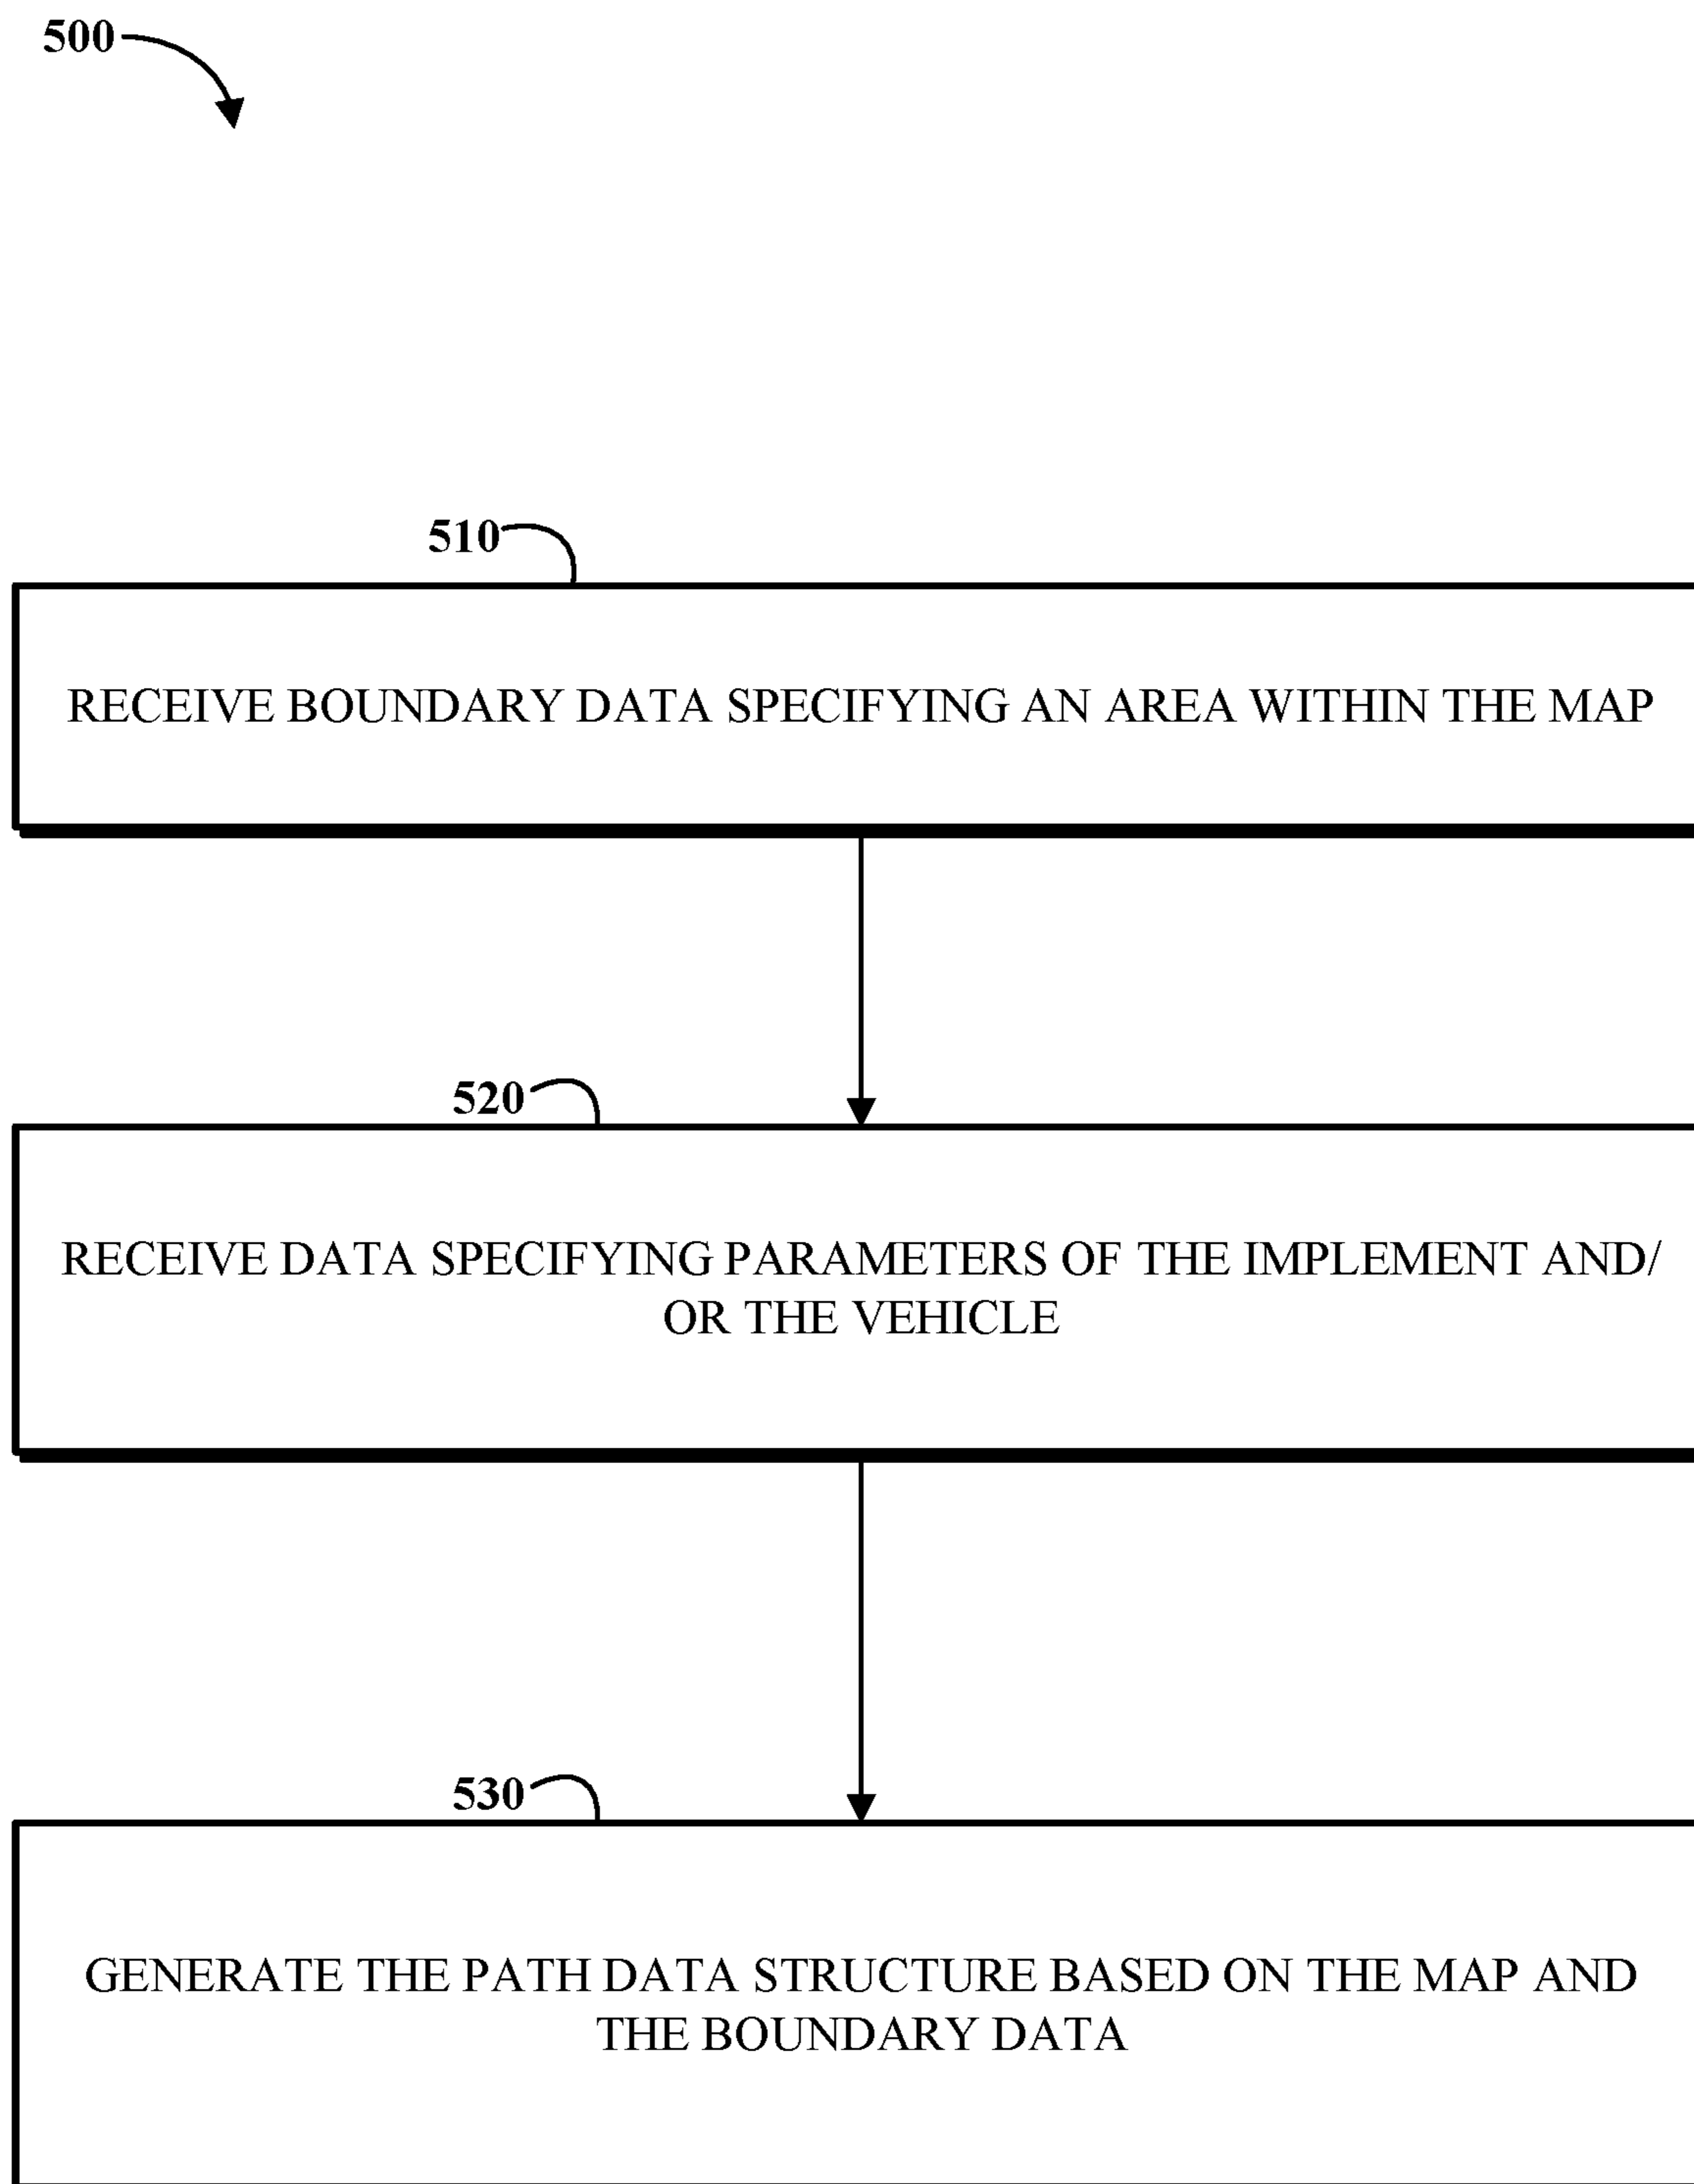 500
510
RECEIVE BOUNDARY DATA SPECIFYING AN AREA WITHIN THE MAP
520
RECEIVE DATA SPECIFYING PARAMETERS OF THE IMPLEMENT AND/
OR THE VEHICLE
530
GENERATE THE PATH DATA STRUCTURE BASED ON THE MAP AND
THE BOUNDARY DATA